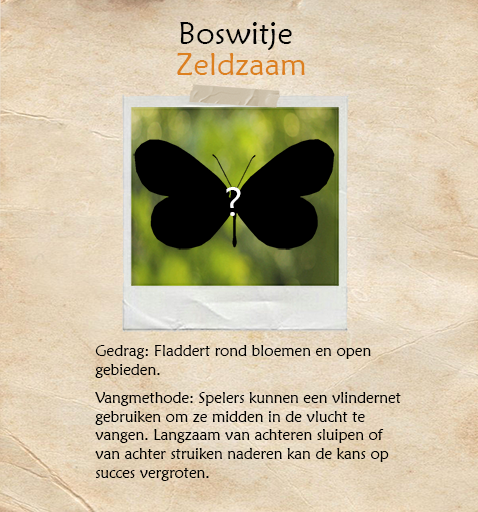 Boswitje
Zeldzaam
?
Gedrag: Fladdert rond bloemen en open
gebieden.
Vangmethode: Spelers kunnen een vlindernet
gebruiken om ze midden in de vlucht te
vangen. Langzaam van achteren sluipen of
van achter struiken naderen kan de kans op
succes vergroten.